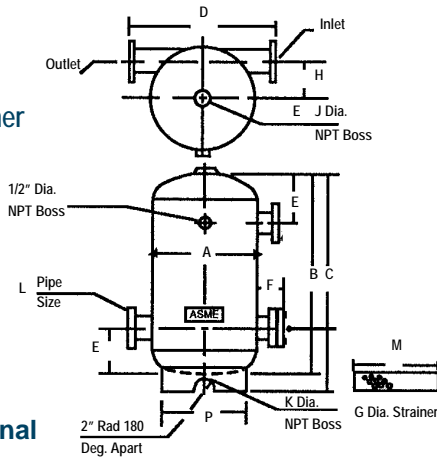 D
Inlet
Outlet
H
E J Dia.
NPT Boss
ner
1/2" Dia.
NPT Boss
E
A
B C
L Pipe
Size
F
ASME
E
M
P
K Dia.
NPT Boss
G Dia. Strainer
2" Rad 180
Deg. Apart
nal